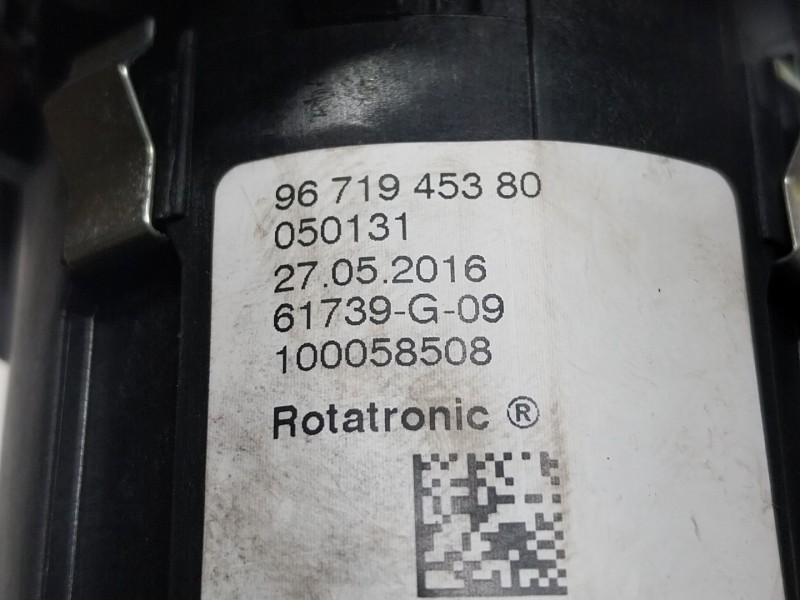 96 719 453 80
050131
27.05.2016
61739-G-09
100058508
Rotatronic ®